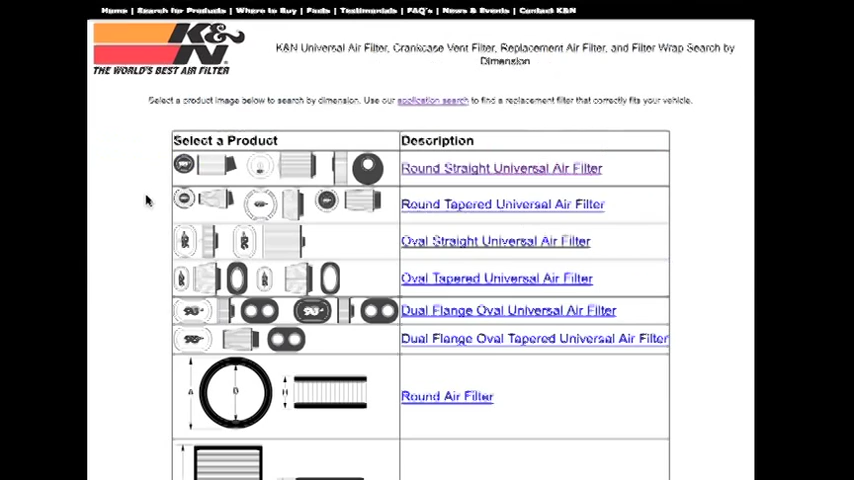 Home | Search for Products | Where to Buy | Facts | Testimonials | FAQ's | News & Events | Contact K&N
K&N
THE WORLD'S BEST AIR FILTER
K&N Universal Air Filter, Crankcase Vent Filter, Replacement Air Filter, and Filter Wrap Search by
Dimension
Select a product image below to search by dimension. Use our application search to find a replacement filter that correctly fits your vehicle.
Select a Product Description
Round Straight Universal Air Filter
Round Tapered Universal Air Filter
Oval Straight Universal Air Filter
Oval Tapered Universal Air Filter
Dual Flange Oval Universal Air Filter
Dual Flange Oval Tapered Universal Air Filter
A D H
Round Air Filter